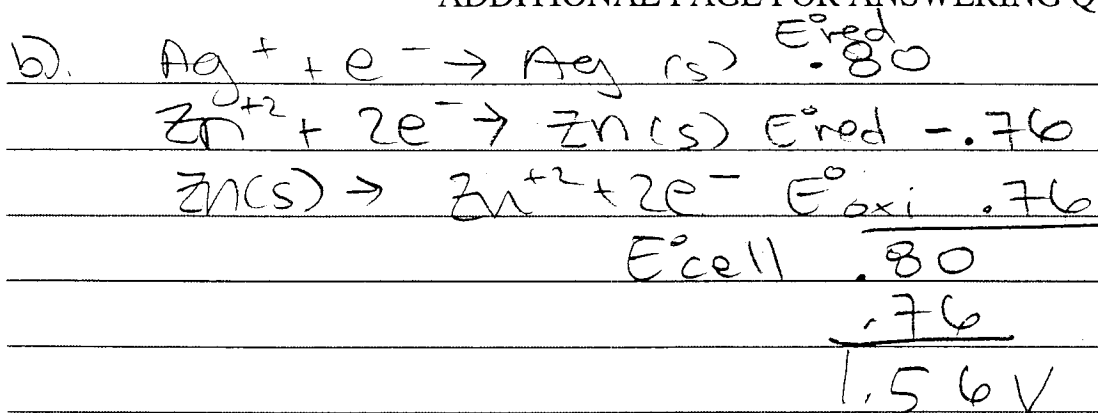 ADDITIONAL PAGE FOR ANSWERING Q
b). Ag⁺ + e⁻ → Ag (s) E°red .80
Zn⁺² + 2e⁻ → Zn(s) E°red -.76
Zn(s) → Zn⁺² + 2e⁻ E°oxi .76
E°cell .80
.76
1.56 V